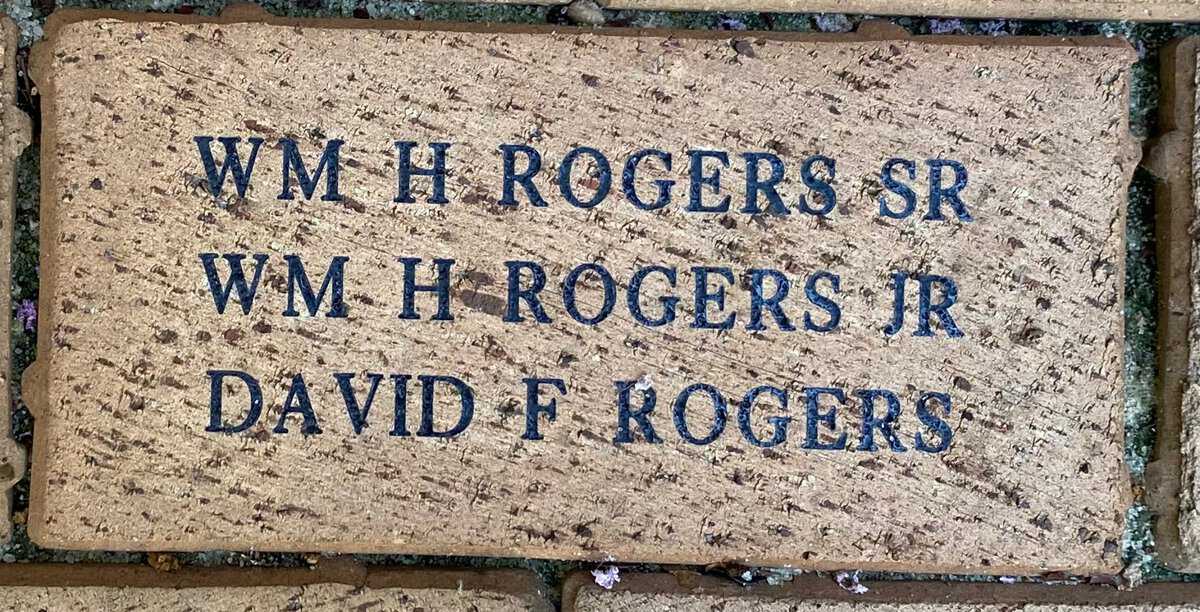 WM H ROGERS SR
WM H ROGERS JR
DAVID F ROGERS